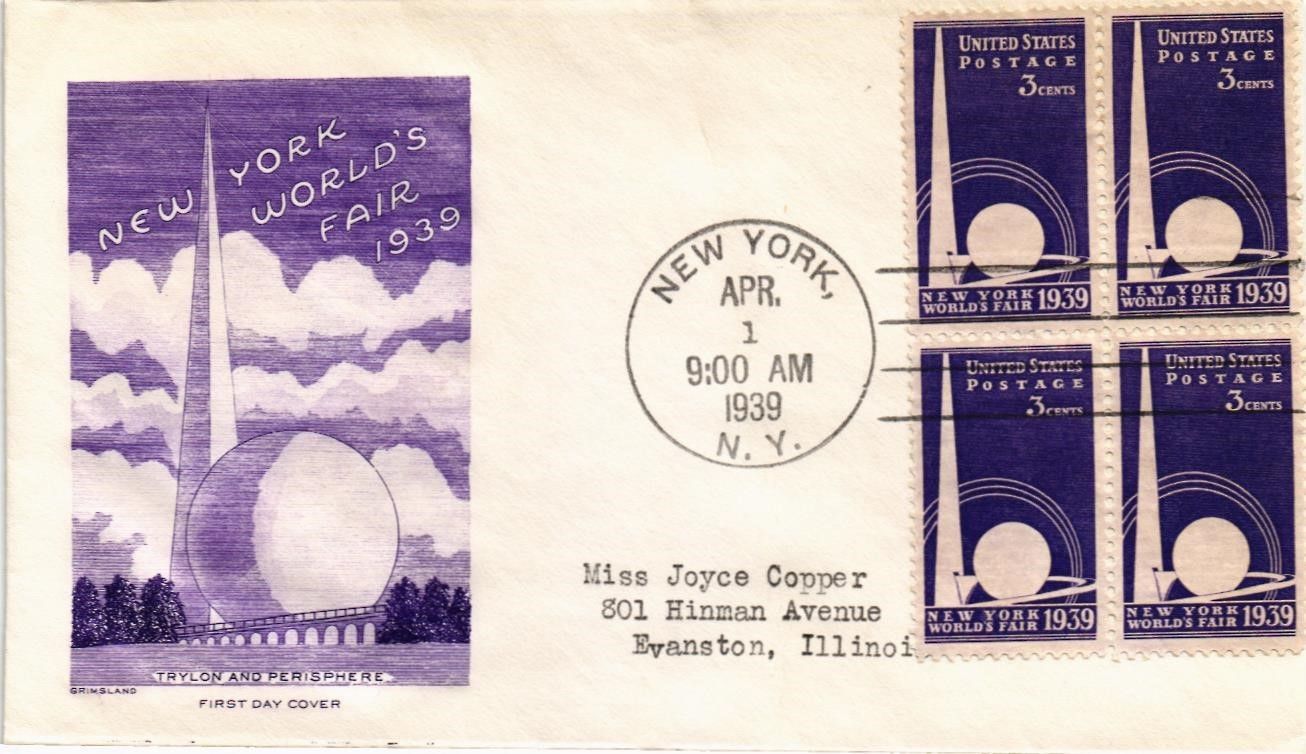 NEW YORK
WORLD'S
FAIR
1939
TRYLON AND PERISPHERE
GRIMSLAND
FIRST DAY COVER
NEW YORK,
APR.
1
9:00 AM
1939
N. Y.
Miss Joyce Copper
801 Hinman Avenue
Evanston, Illinoi
UNITED STATES
POSTAGE
3 CENTS
NEW YORK
WORLD'S FAIR 1939
UNITED STATES
POSTAGE
3 CENTS
NEW YORK
WORLD'S FAIR 1939
UNITED STATES
POSTAGE
3 CENTS
NEW YORK
WORLD'S FAIR 1939
UNITED STATES
POSTAGE
3 CENTS
NEW YORK
WORLD'S FAIR 1939